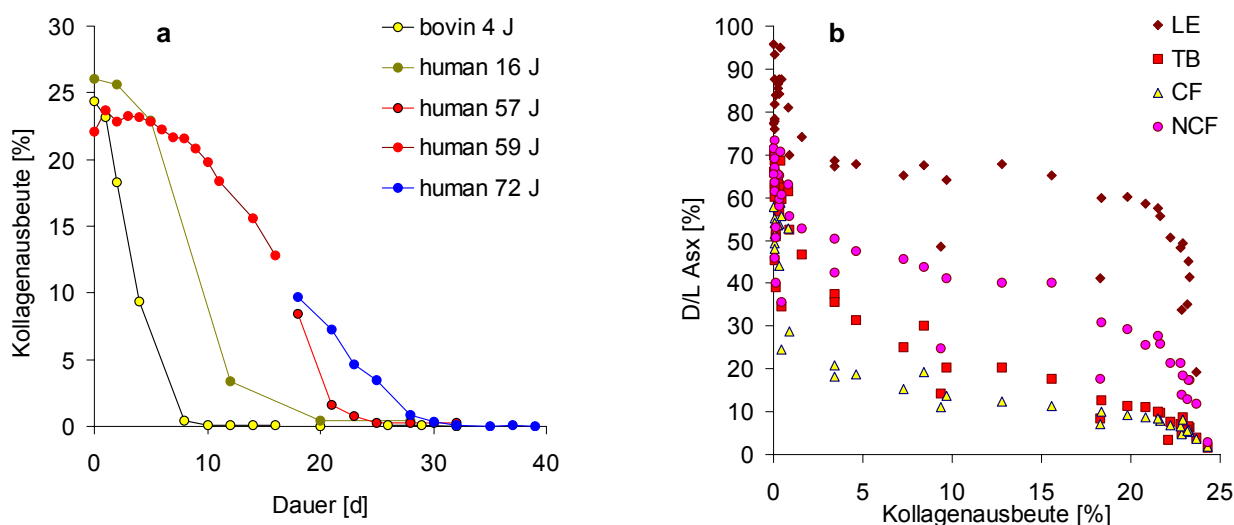 a
bovin 4 J
human 16 J
human 57 J
human 59 J
human 72 J
Kollagenausbeute [%]
30
25
20
15
10
5
0
0 10 20 30 40
Dauer [d]
b
LE
TB
CF
NCF
D/L Asx [%]
100
90
80
70
60
50
40
30
20
10
0
0 5 10 15 20 25
Kollagenausbeute [%]